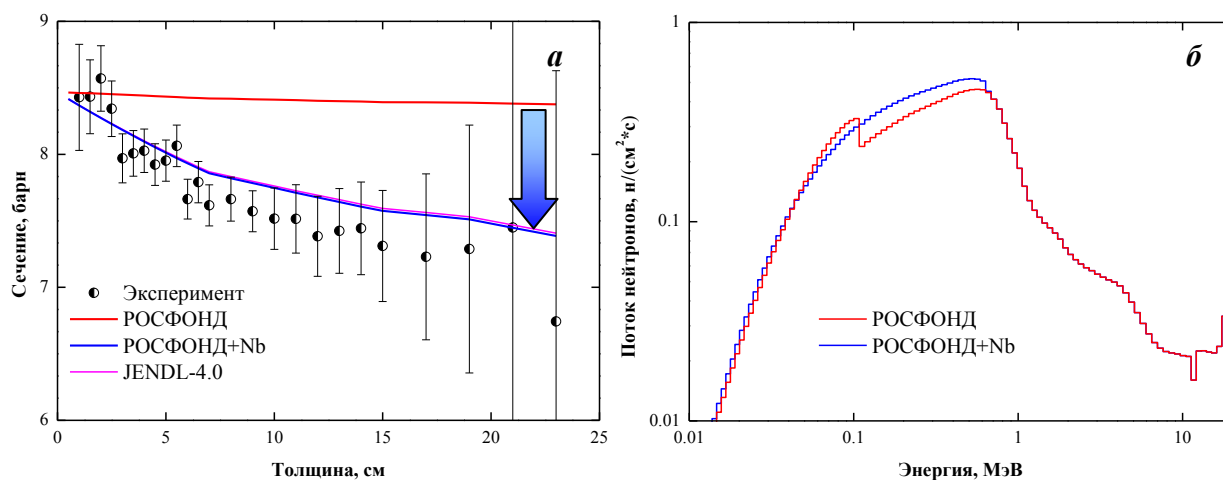 а
Сечение, барн
9
8
7
6
Эксперимент
РОСФОНД
РОСФОНД+Nb
JENDL-4.0
0 5 10 15 20 25
Толщина, см
б
Поток нейтронов, н/(см²*с)
1
0.1
0.01
РОСФОНД
РОСФОНД+Nb
0.01 0.1 1 10
Энергия, МэВ